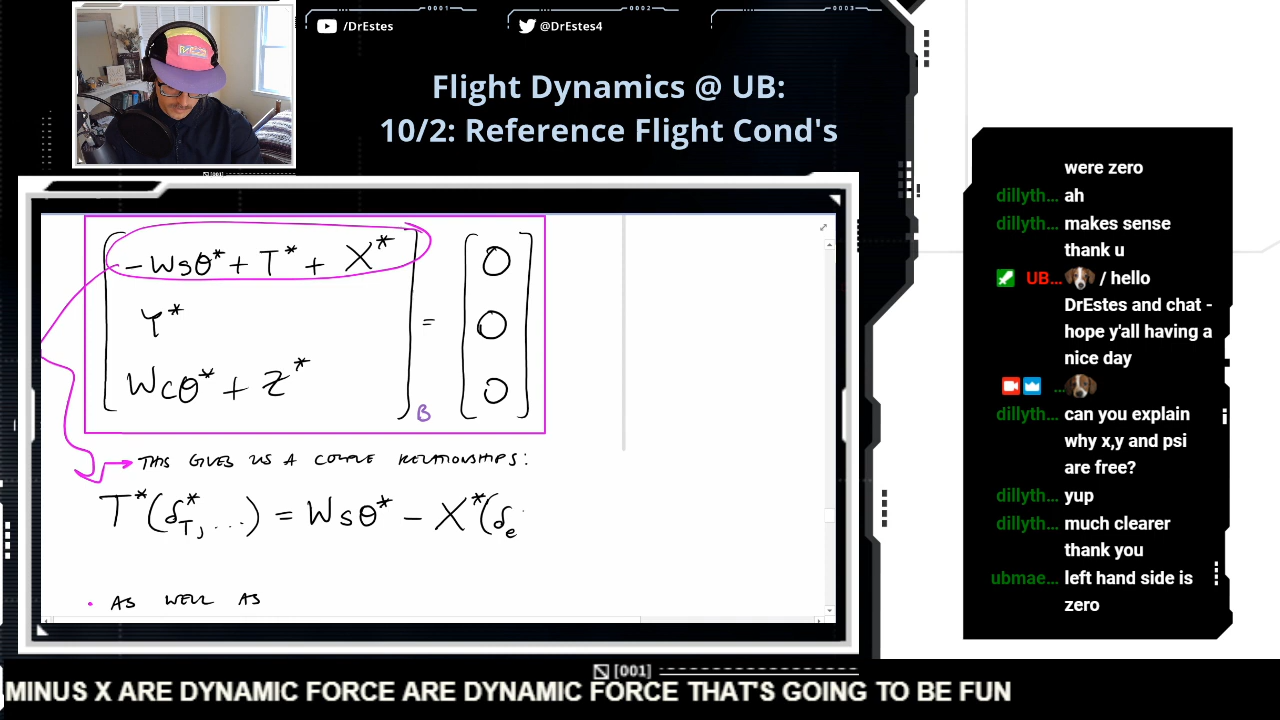 0001
0002
0003
/DrEstes
@DrEstes4
Flight Dynamics @ UB:
10/2: Reference Flight Cond's
[001]
-Wsθ* + T* + X*
Y*
Wcθ* + Z*
= 0
0
0
B
THIS GIVES US A COUPLE RELATIONSHIPS:
T*(δ*T, ...) = Wsθ* - X*(δe
• AS WELL AS
were zero
dillyth... ah
dillyth... makes sense
thank u
UB... / hello
DrEstes and chat -
hope y'all having a
nice day
...
dillyth... can you explain
why x,y and psi
are free?
dillyth... yup
dillyth... much clearer
thank you
ubmae... left hand side is
zero
[001]
MINUS X ARE DYNAMIC FORCE ARE DYNAMIC FORCE THAT'S GOING TO BE FUN